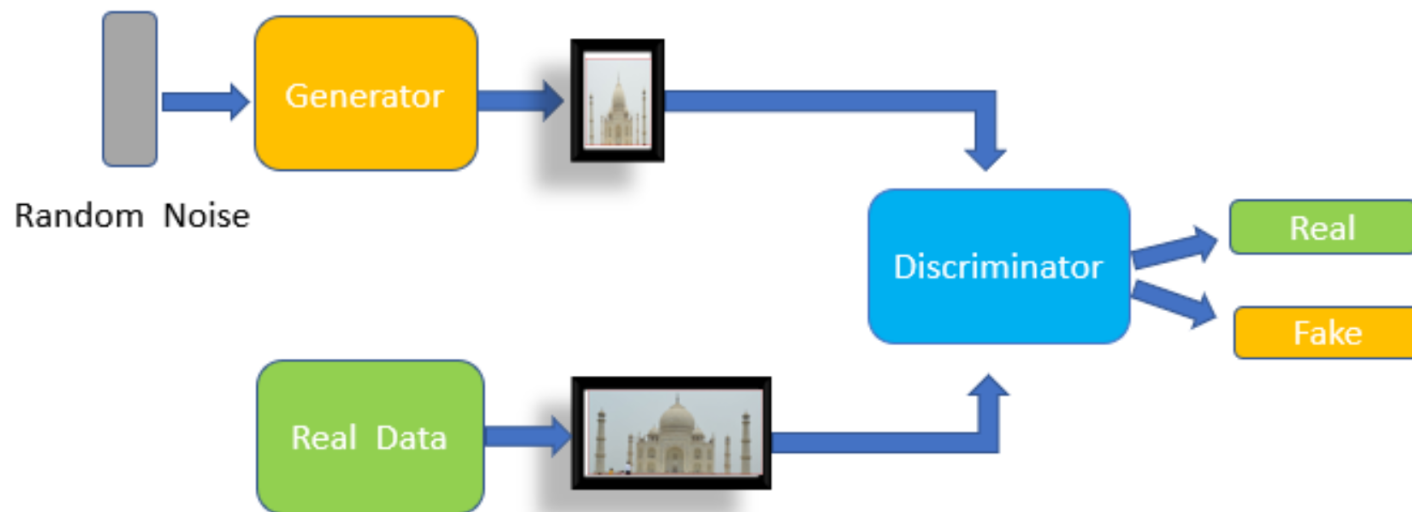 Generator
Random Noise
Discriminator
Real
Fake
Real Data